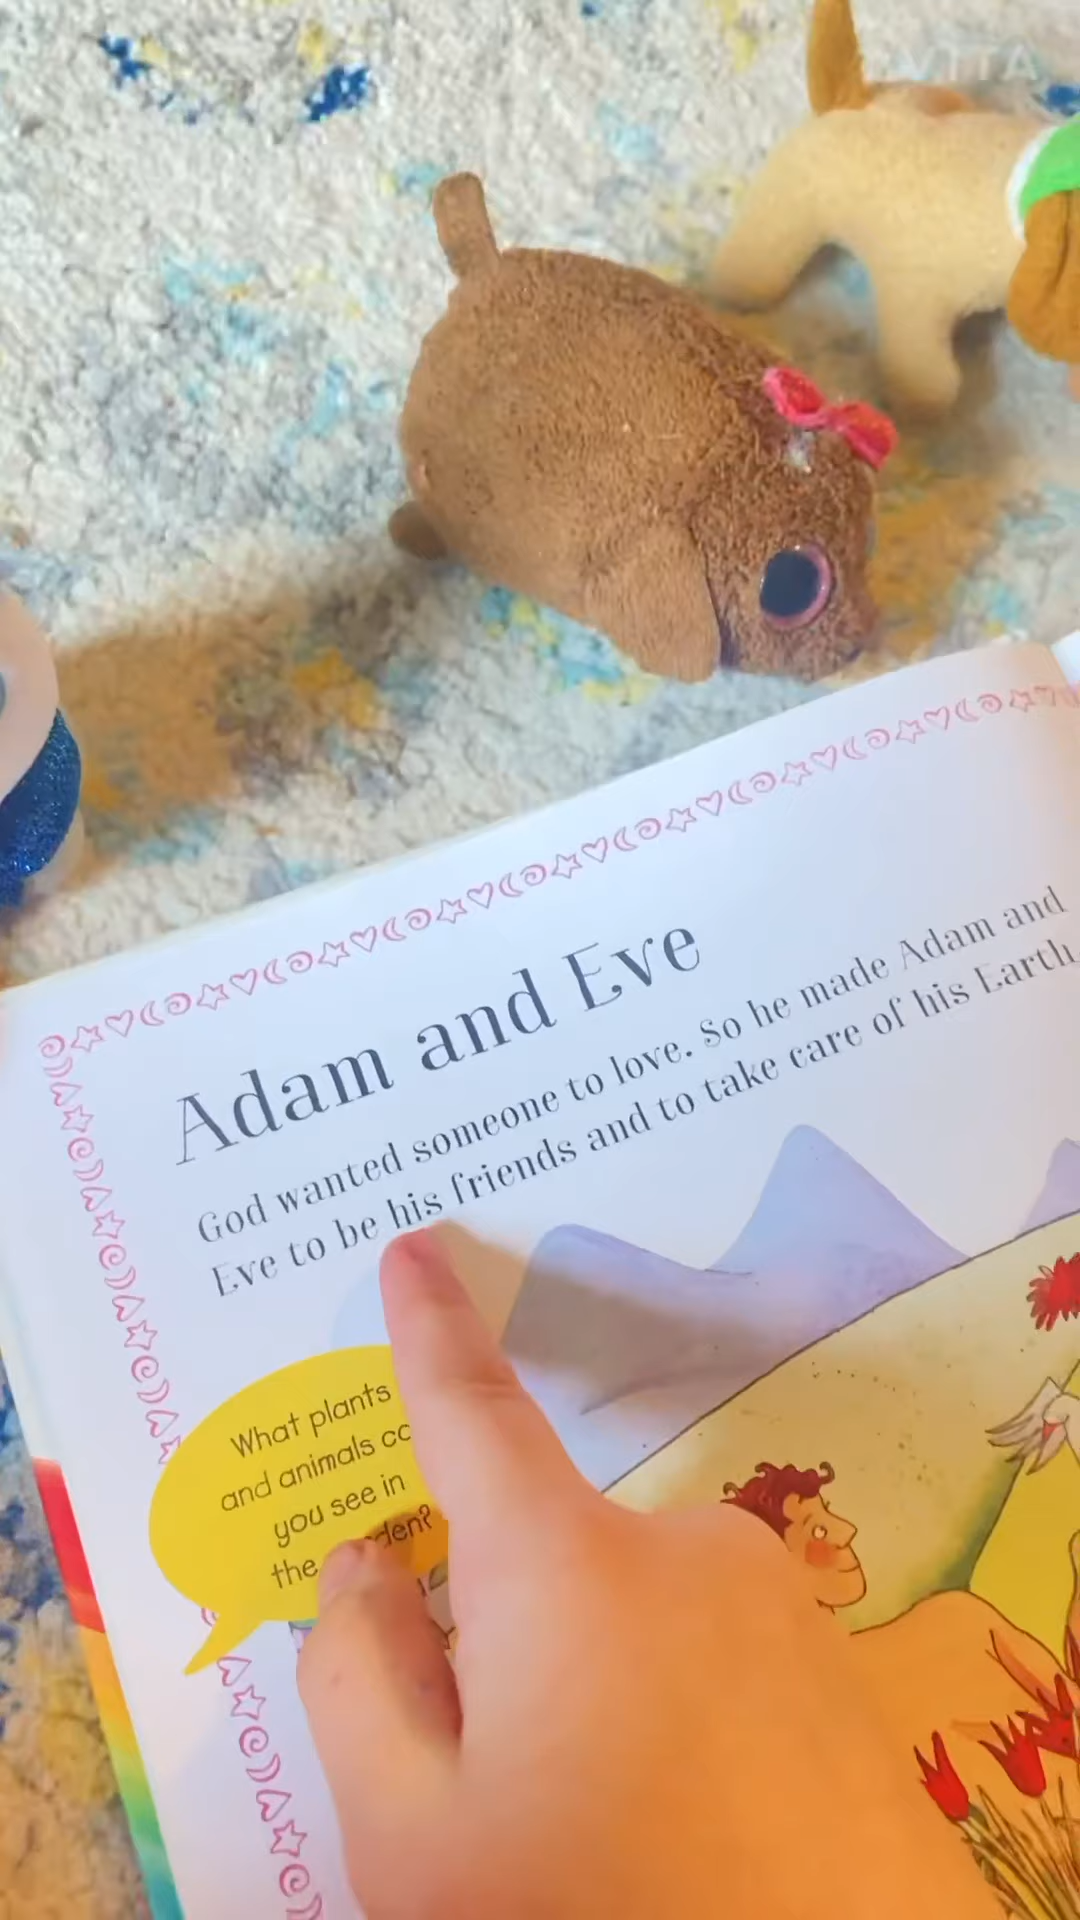 VITA
Adam and Eve
God wanted someone to love. So he made Adam and
Eve to be his friends and to take care of his Earth
What plants
and animals
you see in
the